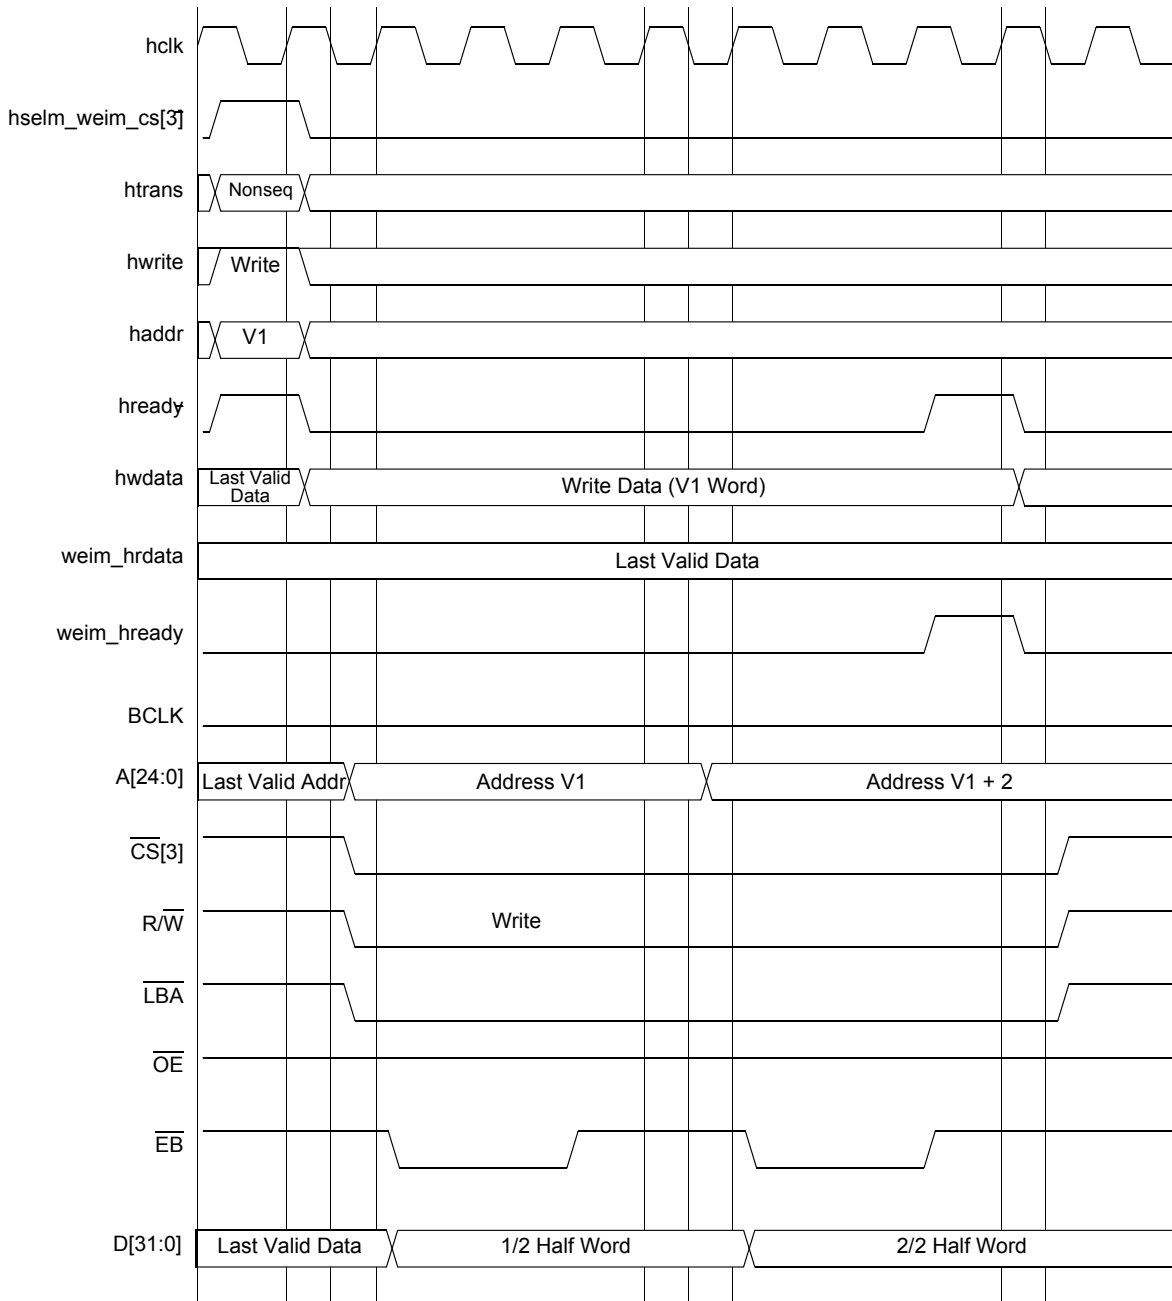 hclk
hselm_weim_cs[3]
htrans
Nonseq
hwrite
Write
haddr
V1
hready
hwdata
Last Valid
Data
Write Data (V1 Word)
weim_hrdata
Last Valid Data
weim_hready
BCLK
A[24:0]
Last Valid Addr
Address V1
Address V1 + 2
CS[3]
R/W
Write
LBA
OE
EB
D[31:0]
Last Valid Data
1/2 Half Word
2/2 Half Word